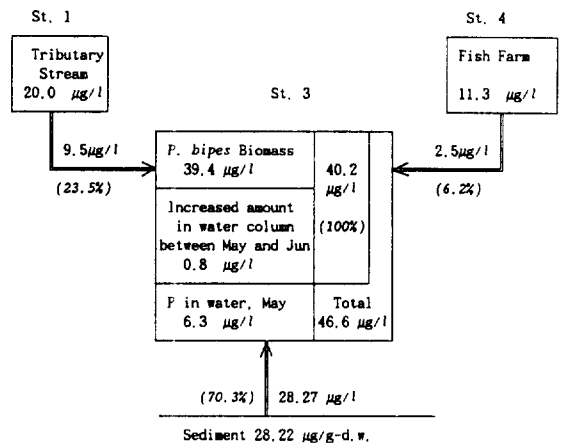 St. 1
Tributary
Stream
20.0 μg/l
St. 4
Fish Farm
11.3 μg/l
St. 3
9.5μg/l
(23.5%)
P. bipes Biomass
39.4 μg/l
Increased amount
in water column
between May and Jun
0.8 μg/l
40.2
μg/l
(100%)
2.5μg/l
(6.2%)
P in water, May
6.3 μg/l
Total
46.6 μg/l
(70.3%) 28.27 μg/l
Sediment 28.22 μg/g-d.w.